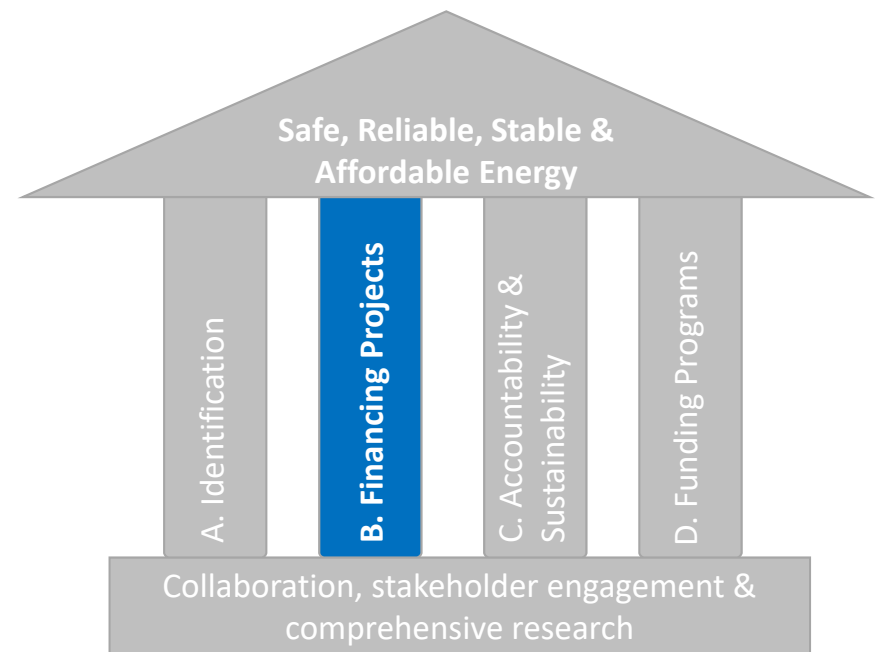 Safe, Reliable, Stable &
Affordable Energy
A. Identification
B. Financing Projects
C. Accountability &
Sustainability
D. Funding Programs
Collaboration, stakeholder engagement &
comprehensive research